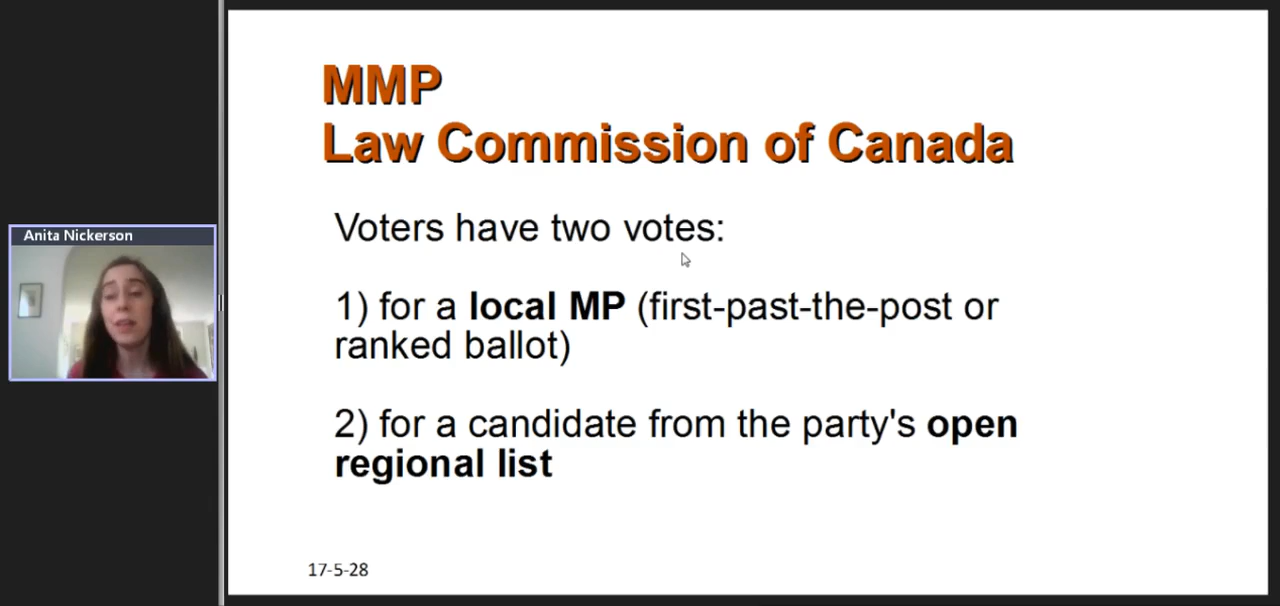 Anita Nickerson
MMP
Law Commission of Canada
Voters have two votes:
1) for a local MP (first-past-the-post or
ranked ballot)
2) for a candidate from the party's open
regional list
17-5-28